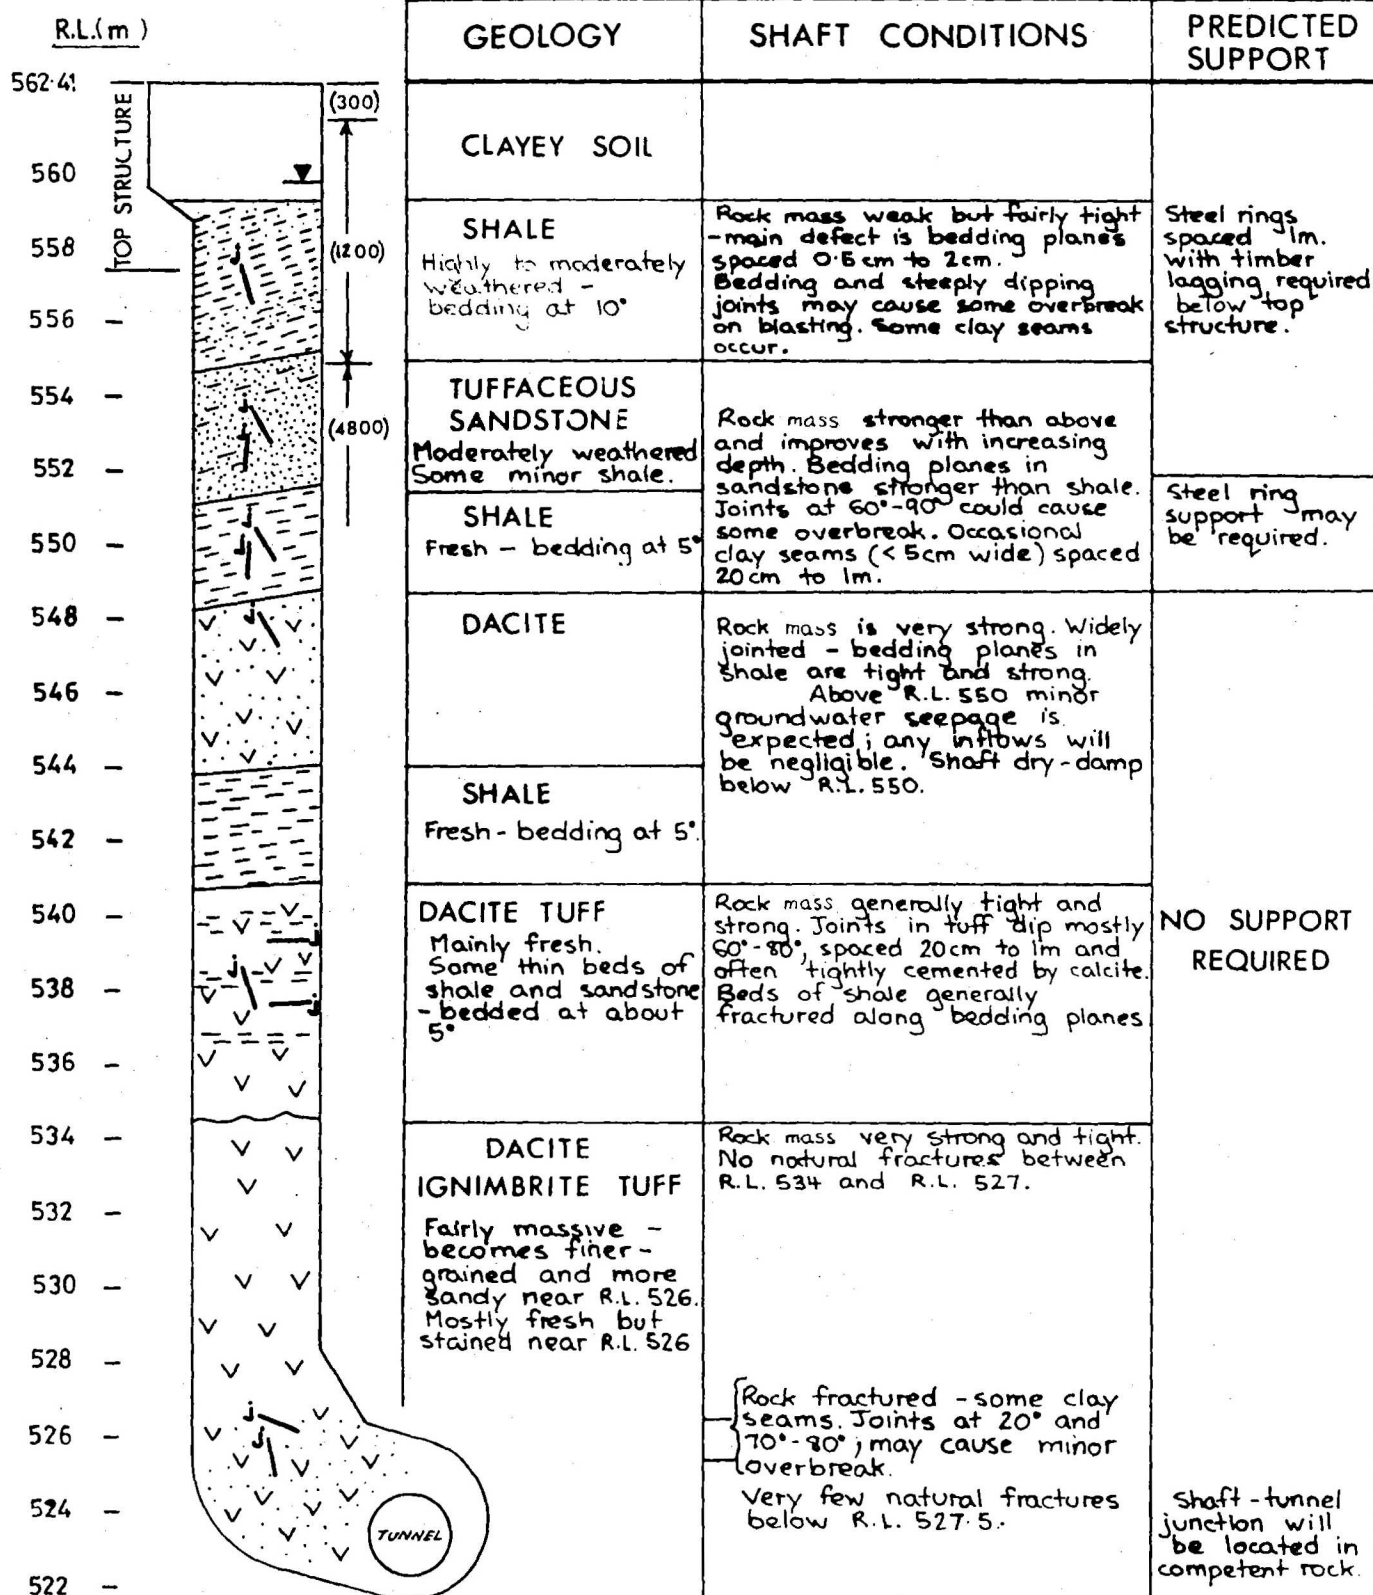 R.L.(m)
GEOLOGY
SHAFT CONDITIONS
PREDICTED
SUPPORT
562·41
560
558
556
554
552
550
548
546
544
542
540
538
536
534
532
530
528
526
524
522
TOP STRUCTURE
(300)
(1200)
(4800)
j
j
j
j
j
j
j
j
j
j
j
TUNNEL
CLAYEY SOIL
SHALE
Highly to moderately
weathered -
bedding at 10°
Rock mass weak but fairly tight
-main defect is bedding planes
spaced 0·5cm to 2cm.
Bedding and steeply dipping
joints may cause some overbreak
on blasting. Some clay seams
occur.
Steel rings
spaced 1m.
with timber
lagging required
below top
structure.
TUFFACEOUS
SANDSTONE
Moderately weathered
Some minor shale.
SHALE
Fresh - bedding at 5°
Rock mass stronger than above
and improves with increasing
depth. Bedding planes in
sandstone stronger than shale.
Joints at 60°-90° could cause
some overbreak. Occasional
clay seams (< 5cm wide) spaced
20cm to 1m.
Steel ring
support may
be required.
DACITE
SHALE
Fresh - bedding at 5°.
Rock mass is very strong. Widely
jointed - bedding planes in
shale are tight and strong.
Above R.L. 550 minor
groundwater seepage is
expected; any inflows will
be negligible. Shaft dry-damp
below R.L. 550.
DACITE TUFF
Mainly fresh.
Some thin beds of
shale and sandstone
- bedded at about
5°
Rock mass generally tight and
strong. Joints in tuff dip mostly
60°-80°, spaced 20cm to 1m and
often tightly cemented by calcite.
Beds of shale generally
fractured along bedding planes
NO SUPPORT
REQUIRED
DACITE
IGNIMBRITE TUFF
Fairly massive -
becomes finer-
grained and more
sandy near R.L. 526.
Mostly fresh but
stained near R.L. 526
Rock mass very strong and tight.
No natural fractures between
R.L. 534 and R.L. 527.
Rock fractured - some clay
seams. Joints at 20° and
70°-80°; may cause minor
overbreak.
Very few natural fractures
below R.L. 527·5.
Shaft-tunnel
junction will
be located in
competent rock.